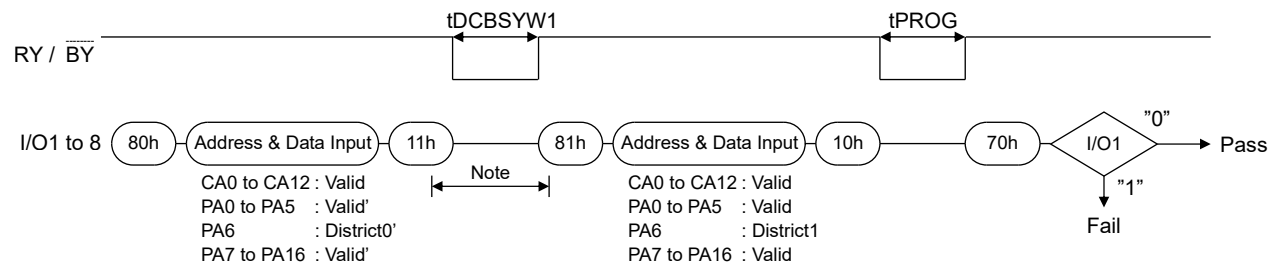 tDCBSYW1 tPROG
RY / BY
I/O1 to 8 80h Address & Data Input 11h 81h Address & Data Input 10h 70h I/O1 ”0” Pass
Note ”1”
CA0 to CA12 : Valid CA0 to CA12 : Valid
PA0 to PA5 : Valid’ PA0 to PA5 : Valid
PA6 : District0’ PA6 : District1 Fail
PA7 to PA16 : Valid’ PA7 to PA16 : Valid